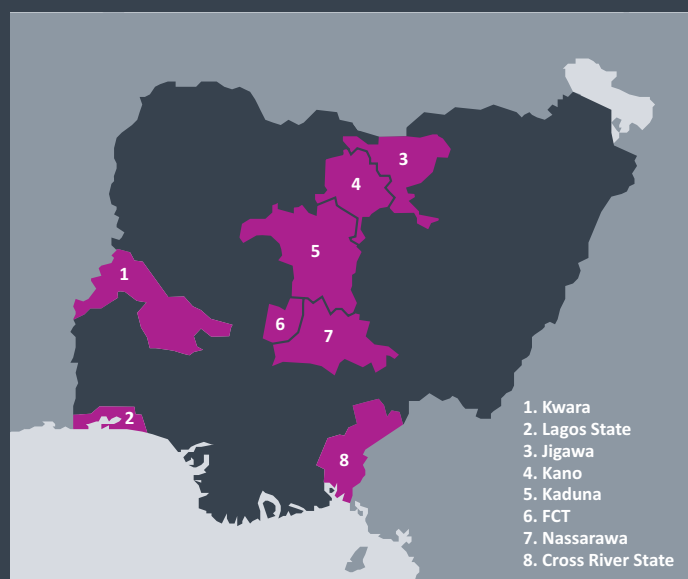 3
4
5
1
6
7
2
8
1. Kwara
2. Lagos State
3. Jigawa
4. Kano
5. Kaduna
6. FCT
7. Nassarawa
8. Cross River State